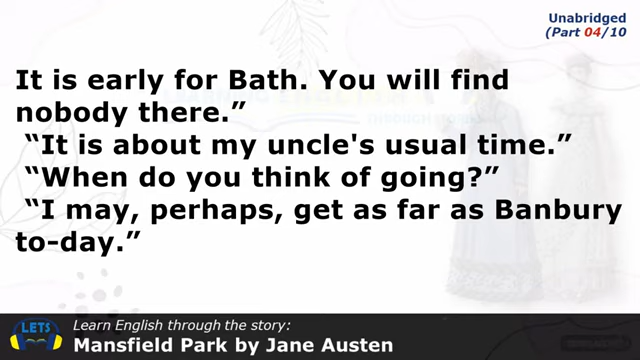 Unabridged
(Part 04/10
It is early for Bath. You will find
nobody there.”
“It is about my uncle's usual time.”
“When do you think of going?”
“I may, perhaps, get as far as Banbury
to-day.”
LETS
Learn English through the story:
Mansfield Park by Jane Austen